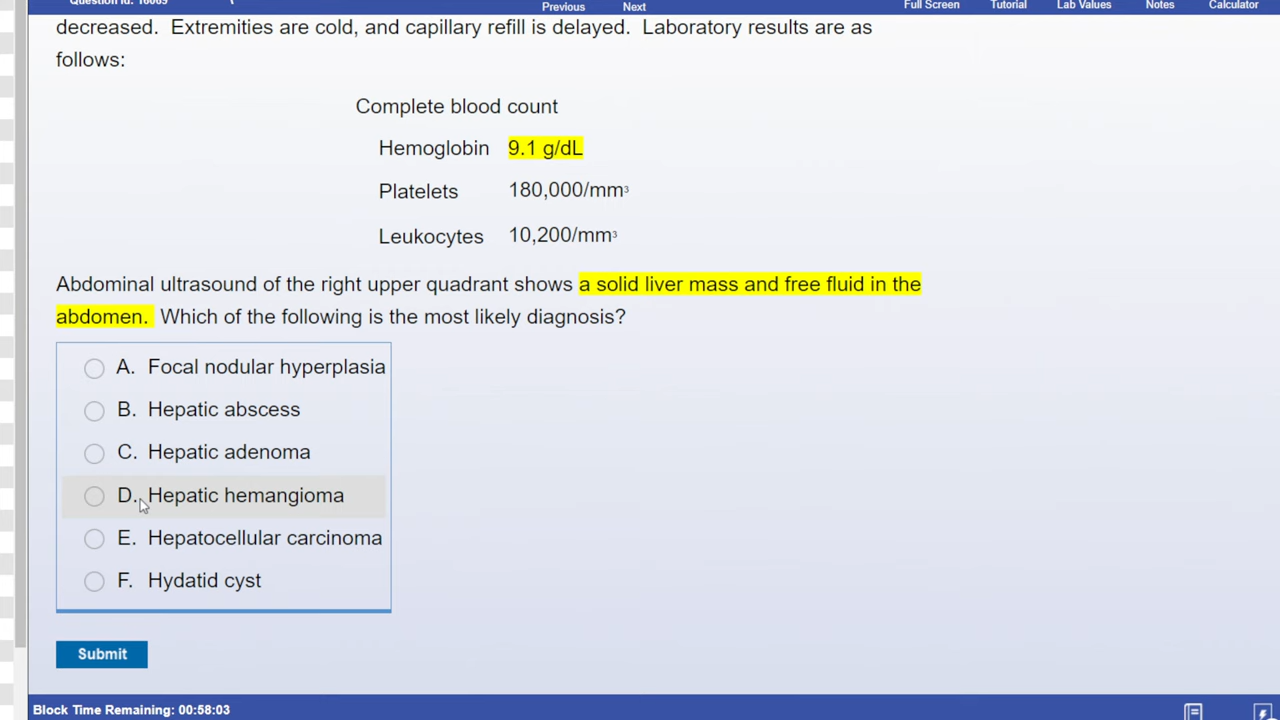 Question Id: 16069
Previous Next Full Screen Tutorial Lab Values Notes Calculator
decreased. Extremities are cold, and capillary refill is delayed. Laboratory results are as
follows:
Complete blood count
Hemoglobin 9.1 g/dL
Platelets 180,000/mm³
Leukocytes 10,200/mm³
Abdominal ultrasound of the right upper quadrant shows a solid liver mass and free fluid in the
abdomen. Which of the following is the most likely diagnosis?
A. Focal nodular hyperplasia
B. Hepatic abscess
C. Hepatic adenoma
D. Hepatic hemangioma
E. Hepatocellular carcinoma
F. Hydatid cyst
Submit
Block Time Remaining: 00:58:03